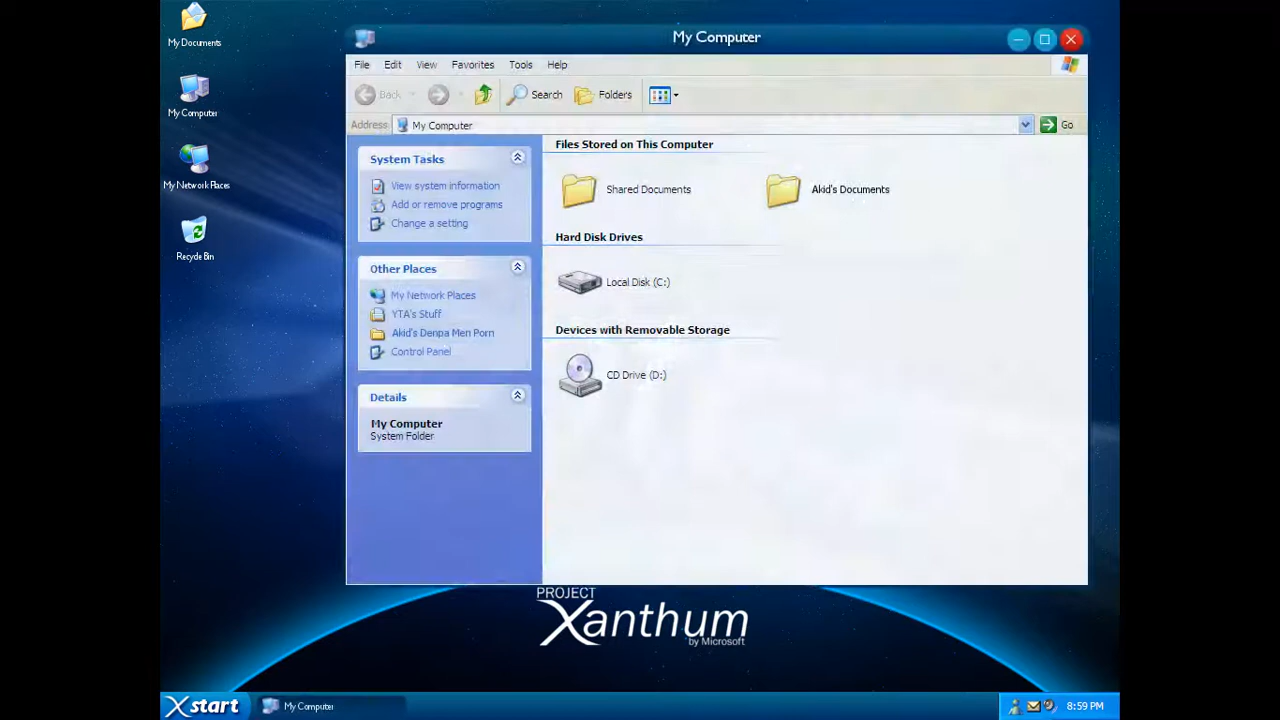 My Documents
My Computer
My Network Places
Recycle Bin
My Computer
File Edit View Favorites Tools Help
Back Search Folders
Address My Computer Go
System Tasks
View system information
Add or remove programs
Change a setting
Other Places
My Network Places
YTA's Stuff
Akid's Denpa Men Porn
Control Panel
Details
My Computer
System Folder
Files Stored on This Computer
Shared Documents Akid's Documents
Hard Disk Drives
Local Disk (C:)
Devices with Removable Storage
CD Drive (D:)
PROJECT
Xanthum
by Microsoft
Xstart My Computer 8:59 PM